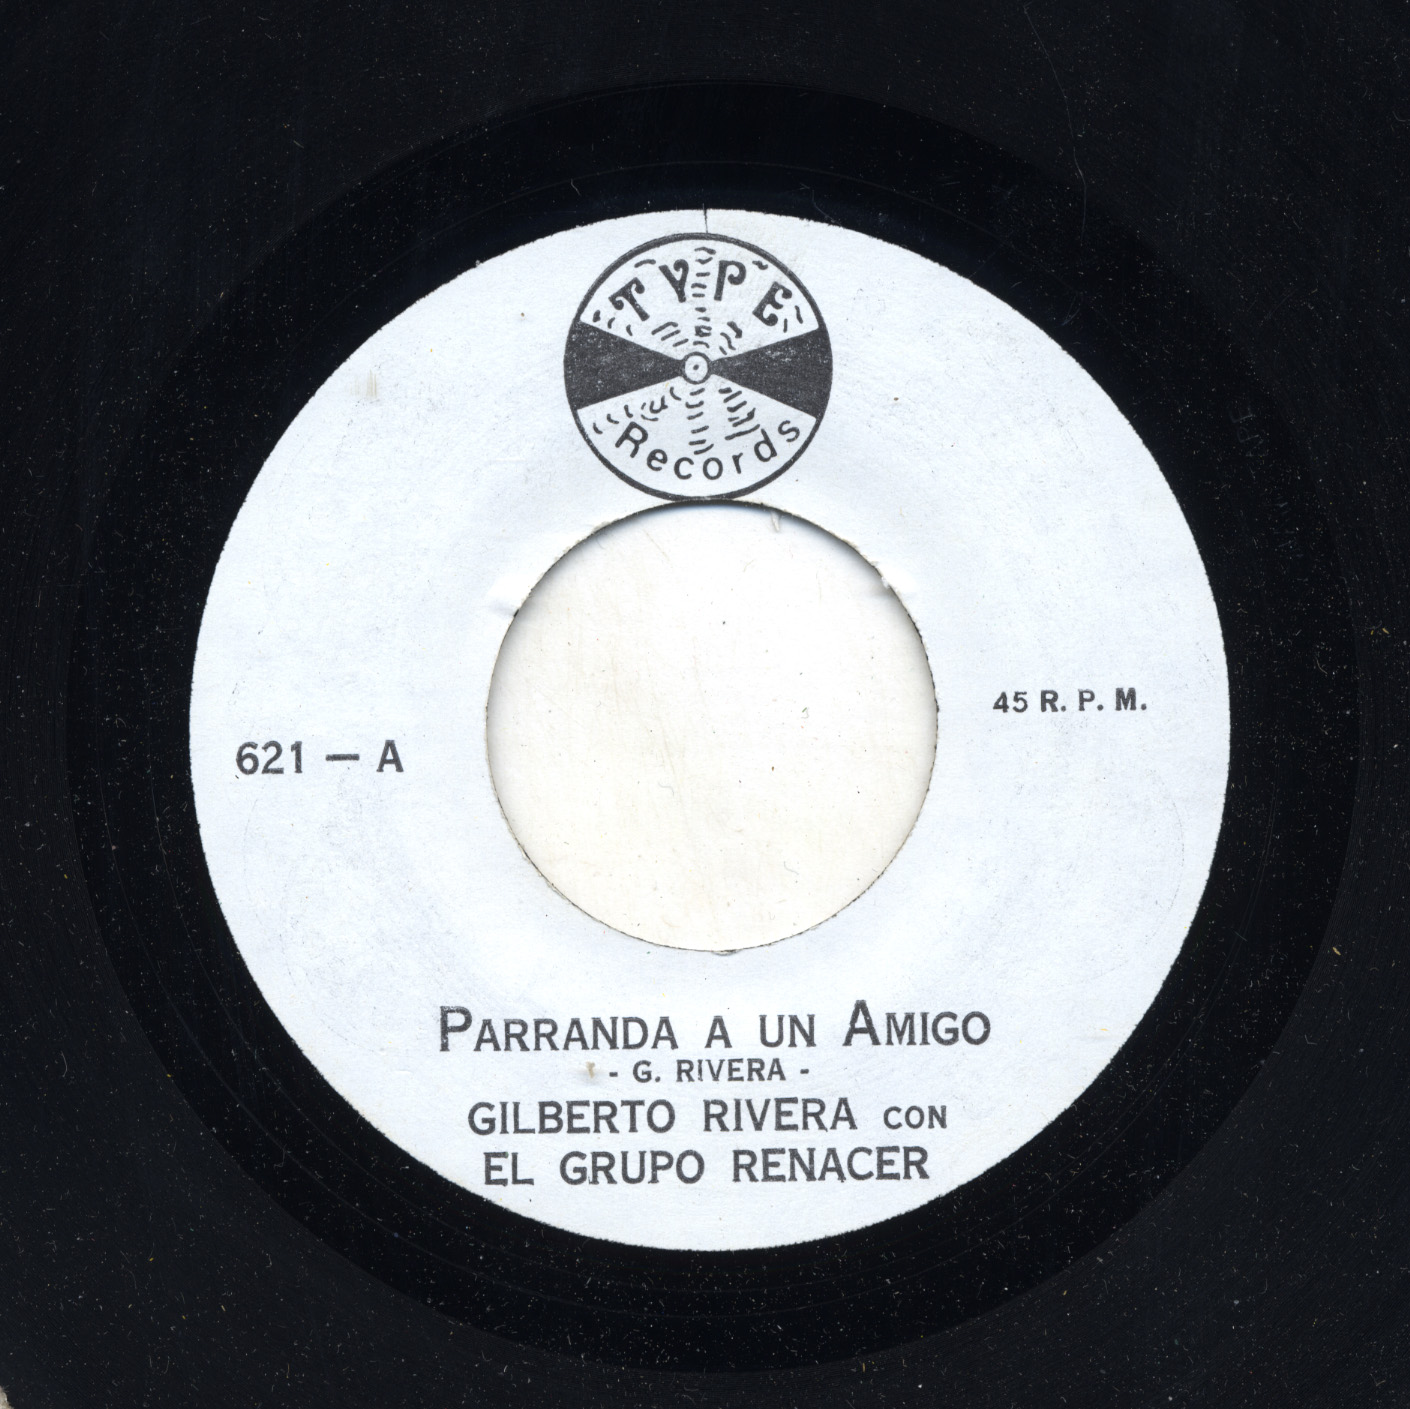 TYPE
Records
45 R. P. M.
621 — A
PARRANDA A UN AMIGO
- G. RIVERA -
GILBERTO RIVERA CON
EL GRUPO RENACER